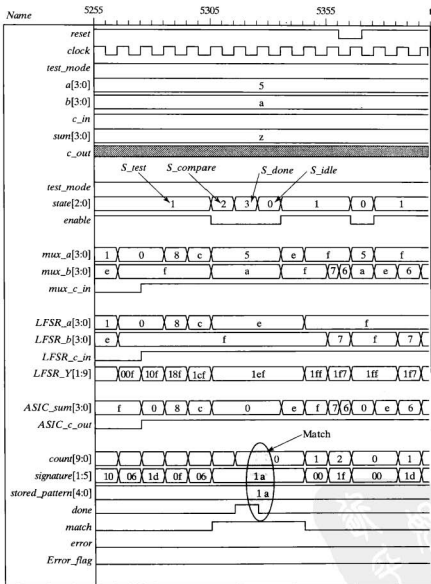 Name 5255 5305 5355
reset
clock
test_mode
a[3:0] 5
b[3:0] a
c_in
sum[3:0] z
c_out
S_test S_compare S_done S_idle
test_mode
state[2:0] 1 2 3 0 1 0 1
enable
mux_a[3:0] 1 0 8 c 5 e f 5 f
mux_b[3:0] e f a f 7 6 a e 6
mux_c_in
LFSR_a[3:0] 1 0 8 c e f
LFSR_b[3:0] e f 7 f 7
LFSR_c_in
LFSR_Y[1:9] 00f 10f 18f 1cf 1ef 1ff 1f7 1ff 1f7
ASIC_sum[3:0] f 0 8 c 0 e f 7 6 0 e 6
ASIC_c_out
Match
count[9:0] 0 1 2 0 1
signature[1:5] 10 06 1d 0f 06 1a 00 1f 00 1d
stored_pattern[4:0] 1a
done
match
error
Error_flag